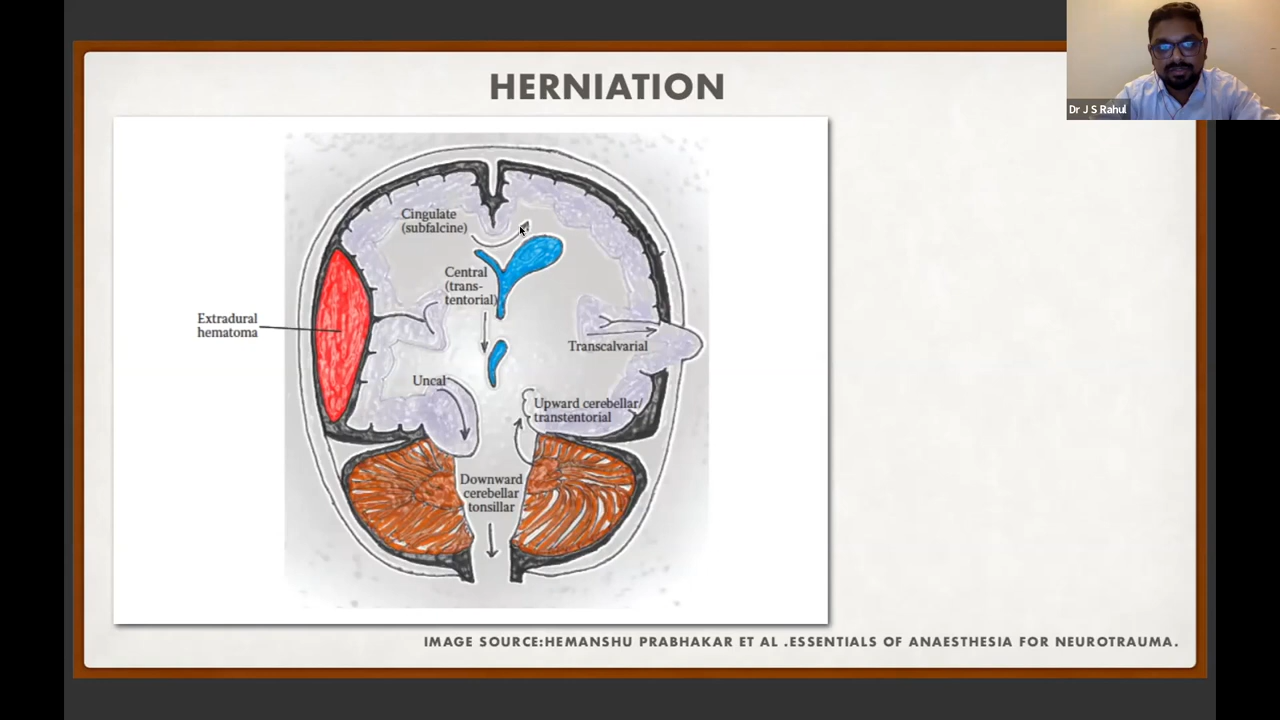 HERNIATION
Dr J S Rahul
Cingulate
(subfalcine)
Central
(trans-
tentorial)
Extradural
hematoma
Transcalvarial
Uncal
Upward cerebellar/
transtentorial
Downward
cerebellar
tonsillar
IMAGE SOURCE:HEMANSHU PRABHAKAR ET AL .ESSENTIALS OF ANAESTHESIA FOR NEUROTRAUMA.